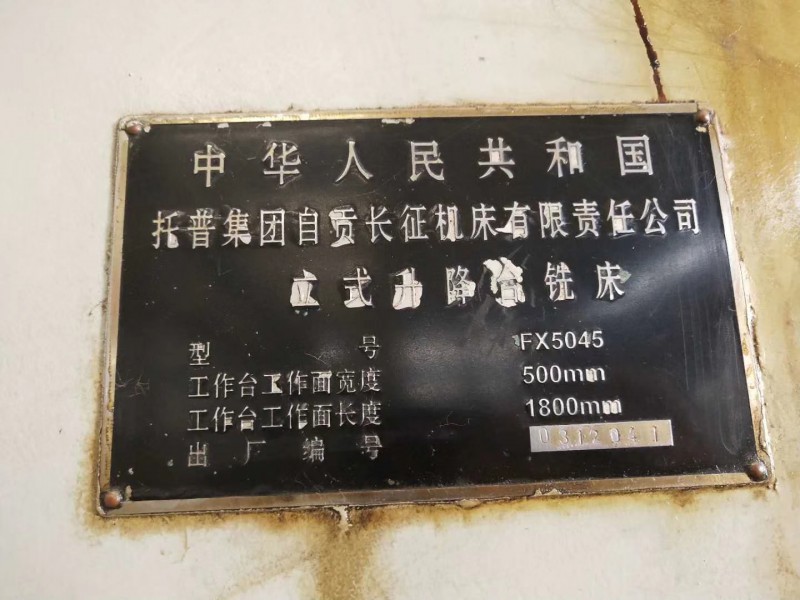 中华人民共和国
托普集团自贡长征机床有限责任公司
立式升降台铣床
型号 FX5045
工作台工作面宽度 500mm
工作台工作面长度 1800mm
出厂编号 0312041